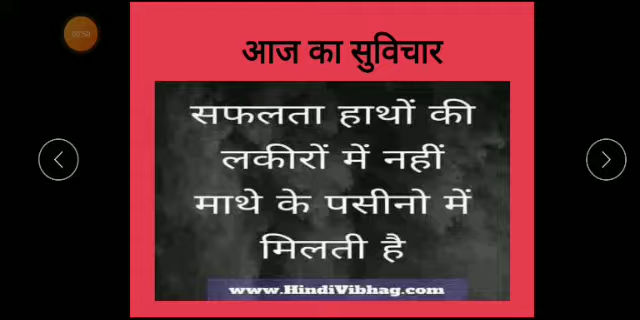 आज का सुविचार
सफलता हाथों की
लकीरों में नहीं
माथे के पसीनो में
मिलती है
www.HindiVibhag.com